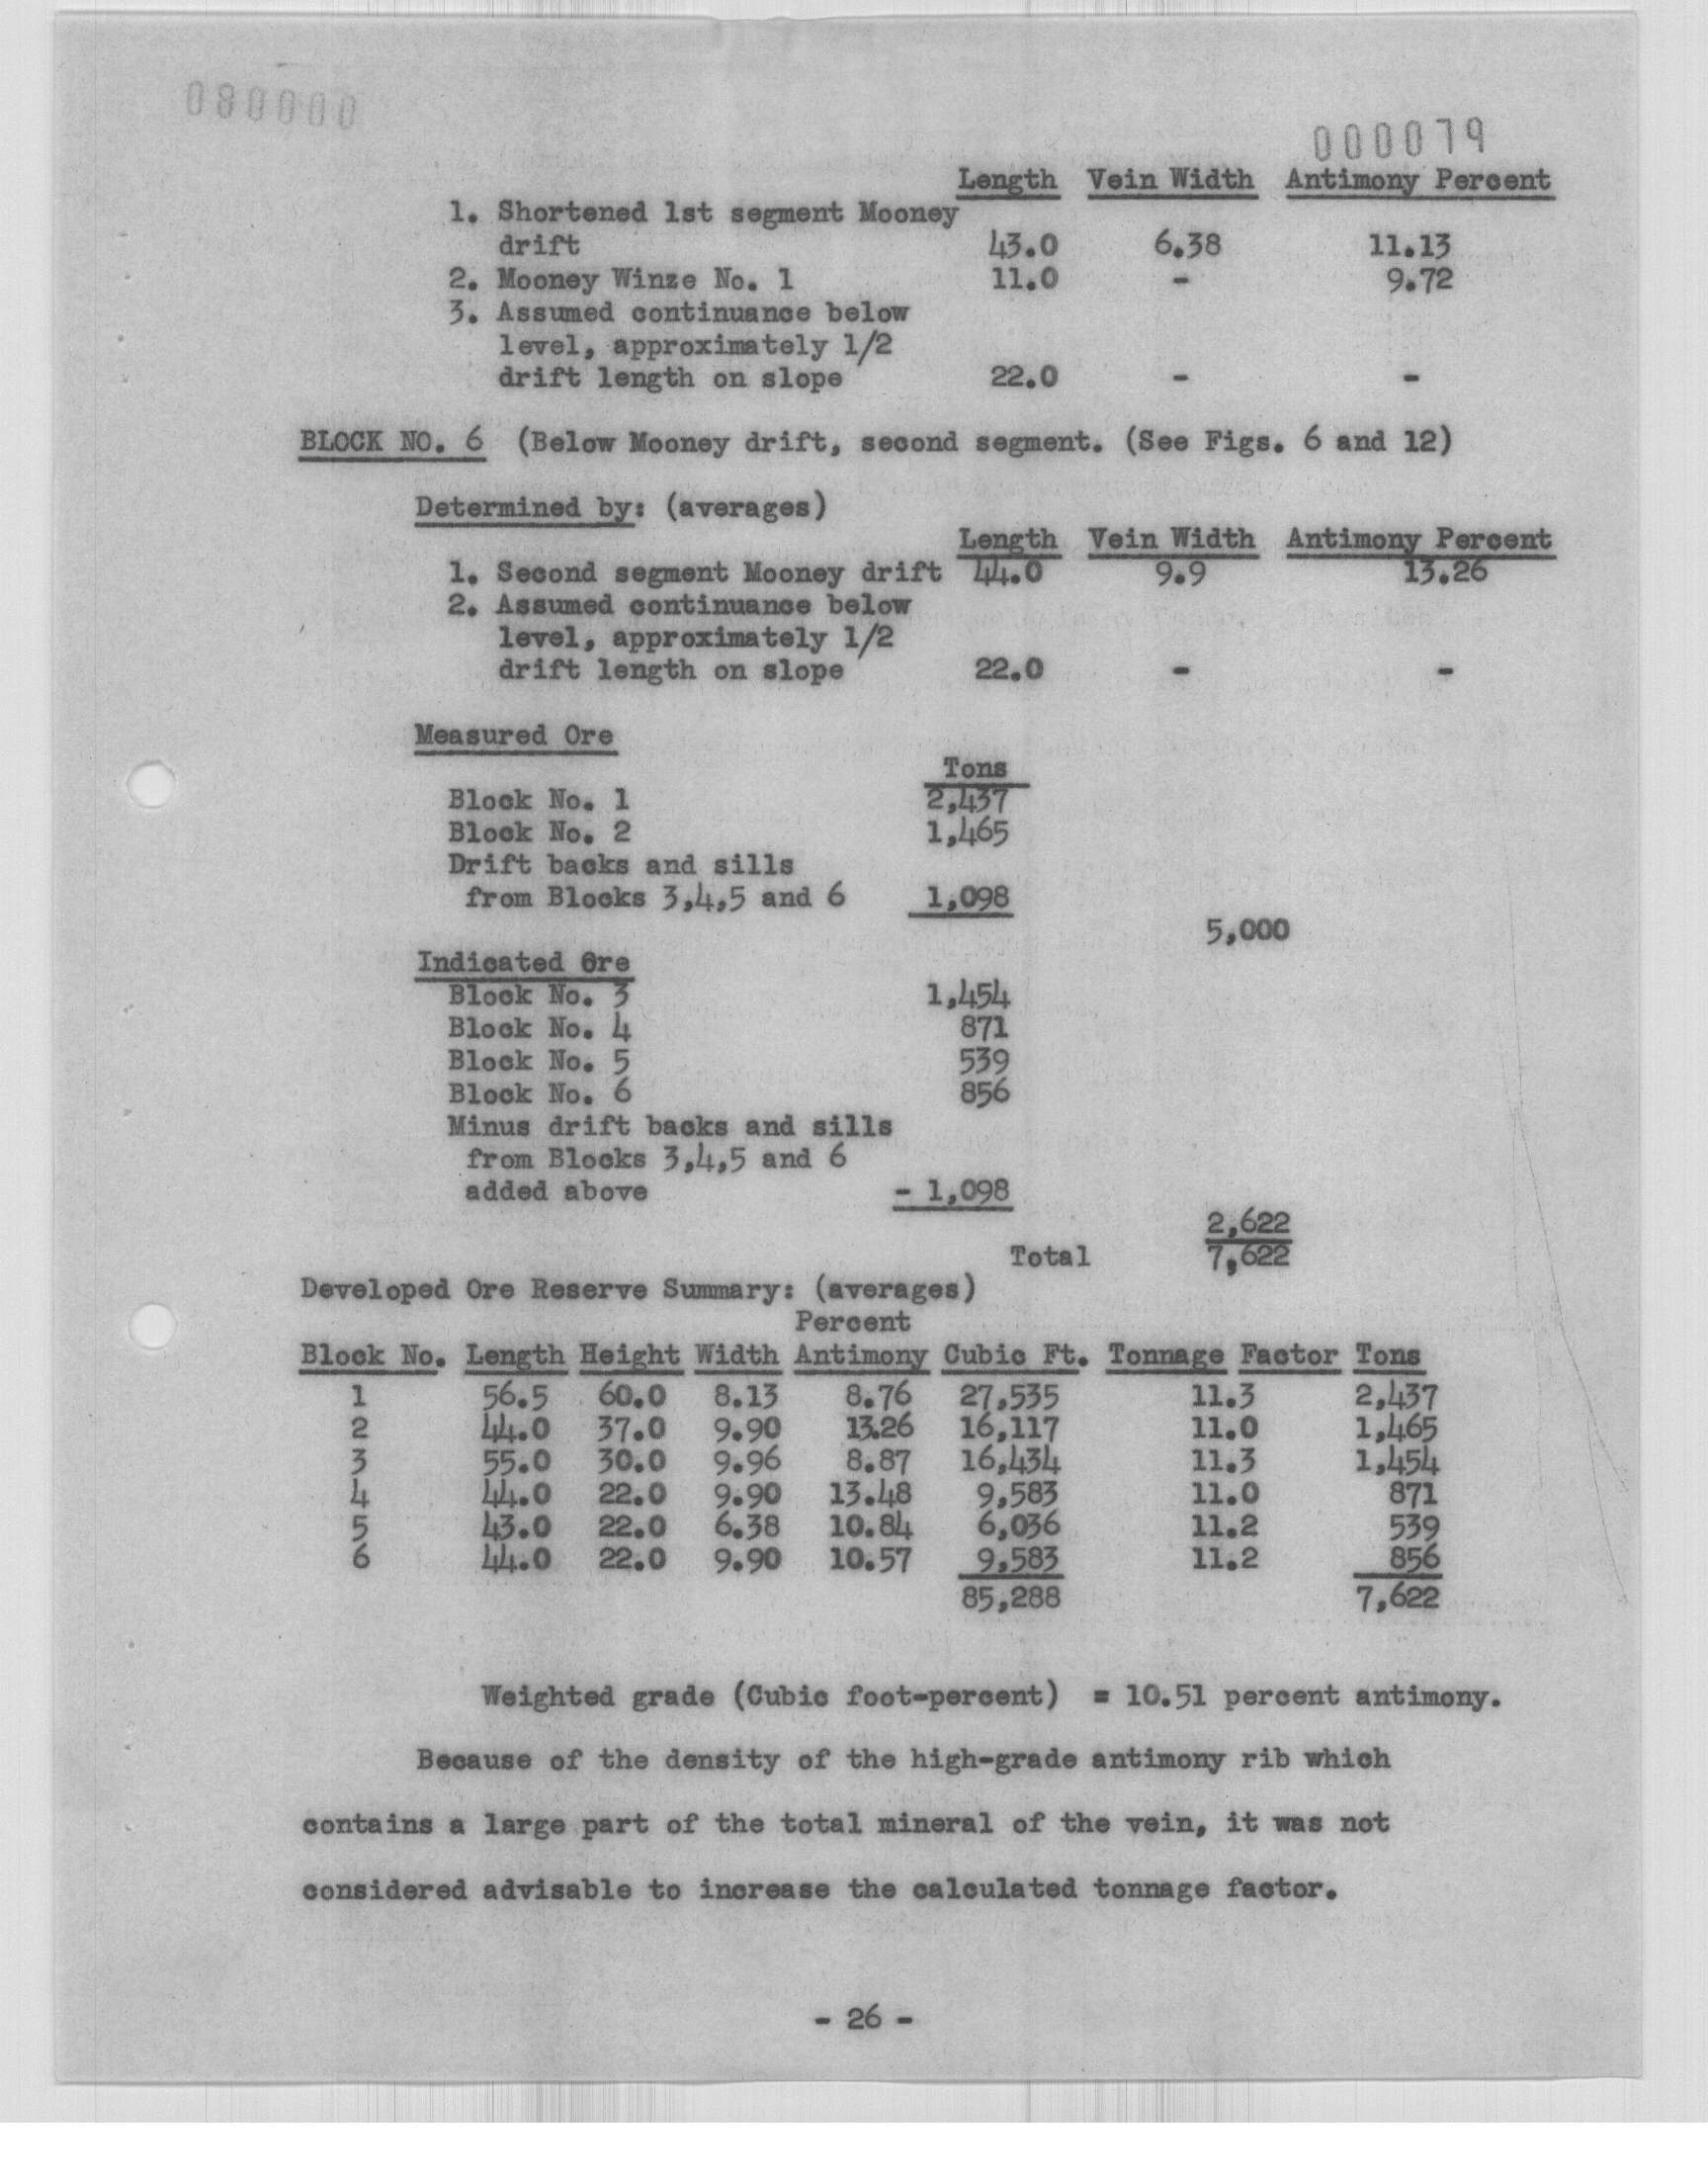 080000
000079
Length Vein Width Antimony Percent
1. Shortened 1st segment Mooney
drift 43.0 6.38 11.13
2. Mooney Winze No. 1 11.0 - 9.72
3. Assumed continuance below
level, approximately 1/2
drift length on slope 22.0 - -
BLOCK NO. 6 (Below Mooney drift, second segment. (See Figs. 6 and 12)
Determined by: (averages)
Length Vein Width Antimony Percent
1. Second segment Mooney drift 44.0 9.9 13.26
2. Assumed continuance below
level, approximately 1/2
drift length on slope 22.0 - -
Measured Ore
Tons
Block No. 1 2,437
Block No. 2 1,465
Drift backs and sills
from Blocks 3,4,5 and 6 1,098
5,000
Indicated Ore
Block No. 3 1,454
Block No. 4 871
Block No. 5 539
Block No. 6 856
Minus drift backs and sills
from Blocks 3,4,5 and 6
added above - 1,098
2,622
Total 7,622
Developed Ore Reserve Summary: (averages)
Percent
Block No. Length Height Width Antimony Cubic Ft. Tonnage Factor Tons
1 56.5 60.0 8.13 8.76 27,535 11.3 2,437
2 44.0 37.0 9.90 13.26 16,117 11.0 1,465
3 55.0 30.0 9.96 8.87 16,434 11.3 1,454
4 44.0 22.0 9.90 13.48 9,583 11.0 871
5 43.0 22.0 6.38 10.84 6,036 11.2 539
6 44.0 22.0 9.90 10.57 9,583 11.2 856
85,288 7,622
Weighted grade (Cubic foot-percent) = 10.51 percent antimony.
Because of the density of the high-grade antimony rib which
contains a large part of the total mineral of the vein, it was not
considered advisable to increase the calculated tonnage factor.
- 26 -